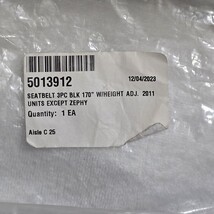 5013912
12/04/2023
SEATBELT 3PC BLK 170" W/HEIGHT ADJ. 2011
UNITS EXCEPT ZEPHY
Quantity: 1 EA
Aisle C 25